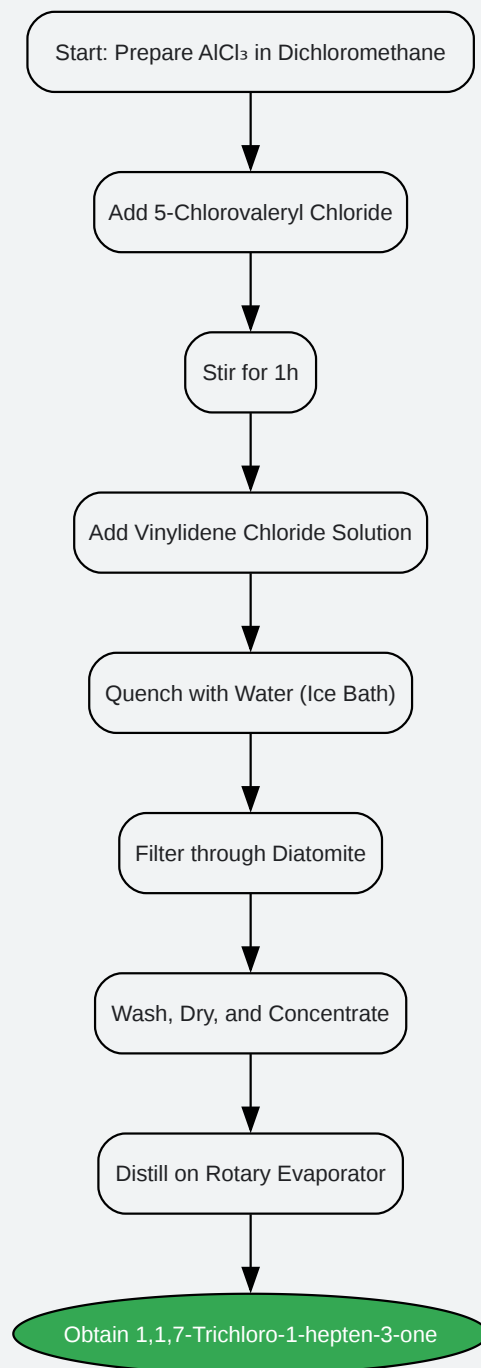 Start: Prepare AlCl₃ in Dichloromethane
Add 5-Chlorovaleryl Chloride
Stir for 1h
Add Vinylidene Chloride Solution
Quench with Water (Ice Bath)
Filter through Diatomite
Wash, Dry, and Concentrate
Distill on Rotary Evaporator
Obtain 1,1,7-Trichloro-1-hepten-3-one